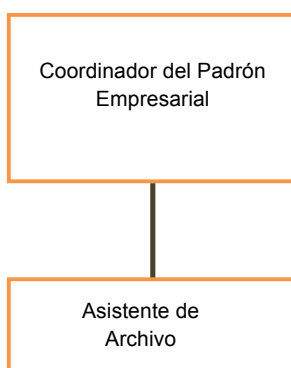 Coordinador del Padrón
Empresarial
Asistente de
Archivo